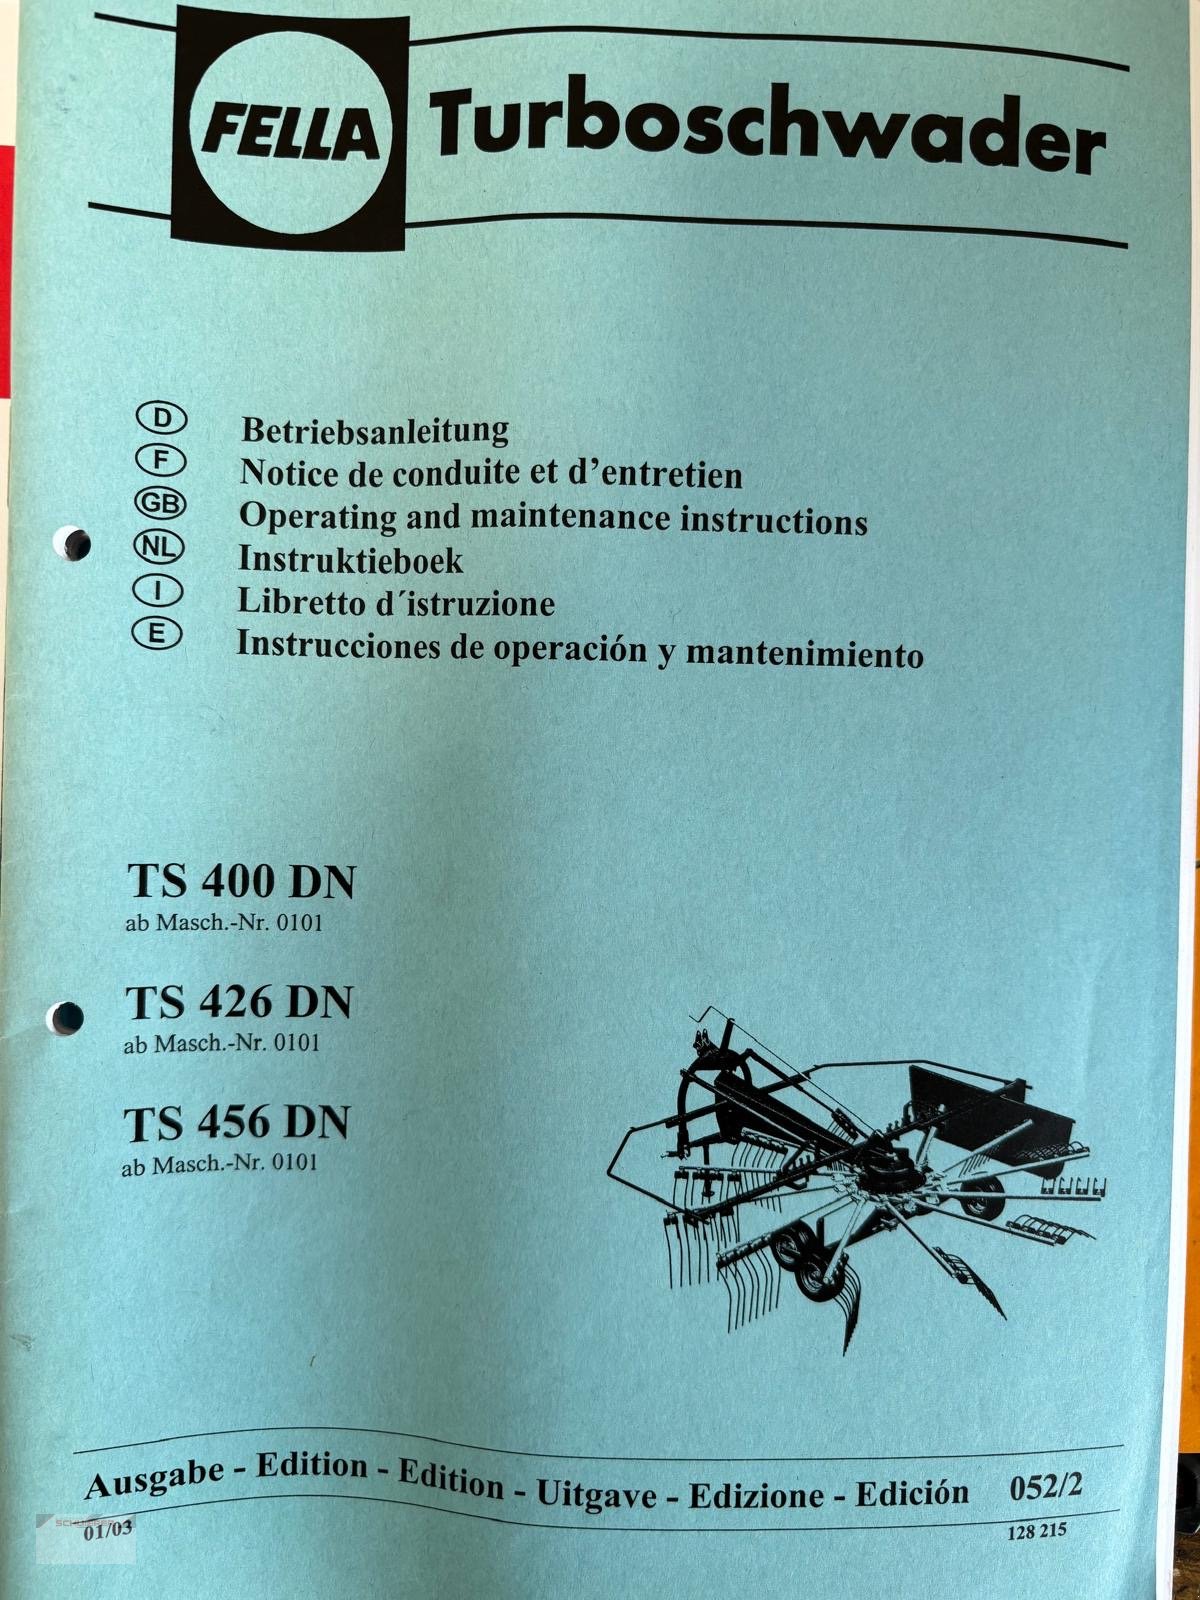 FELLA
Turboschwader
D Betriebsanleitung
F Notice de conduite et d’entretien
GB Operating and maintenance instructions
NL Instruktieboek
I Libretto d´istruzione
E Instrucciones de operación y mantenimiento
TS 400 DN
ab Masch.-Nr. 0101
TS 426 DN
ab Masch.-Nr. 0101
TS 456 DN
ab Masch.-Nr. 0101
Ausgabe - Edition - Edition - Uitgave - Edizione - Edición 052/2
01/03
128 215